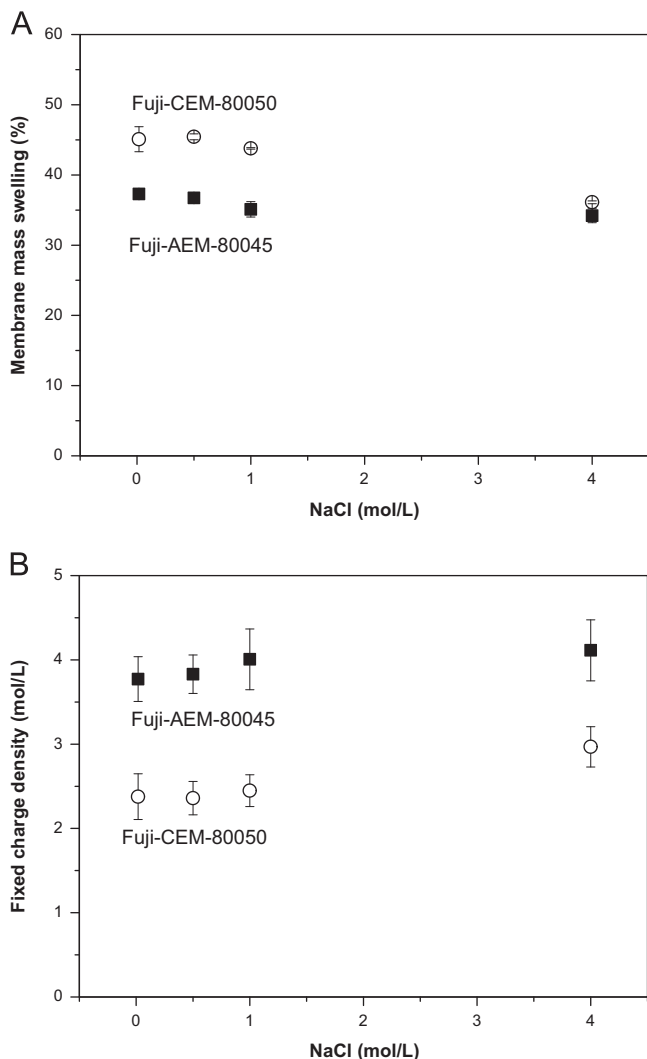 A
60
50
40
30
20
10
0
Membrane mass swelling (%)
Fuji-CEM-80050
Fuji-AEM-80045
0 1 2 3 4
NaCl (mol/L)
B
5
4
3
2
1
0
Fixed charge density (mol/L)
Fuji-AEM-80045
Fuji-CEM-80050
0 1 2 3 4
NaCl (mol/L)